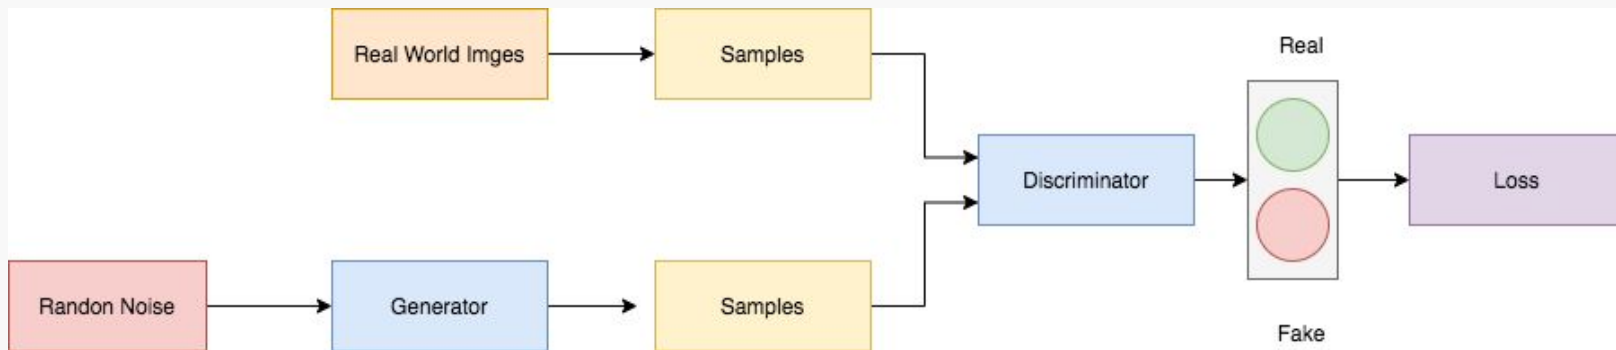 Real World Imges
Samples
Real
Discriminator
Loss
Randon Noise
Generator
Samples
Fake